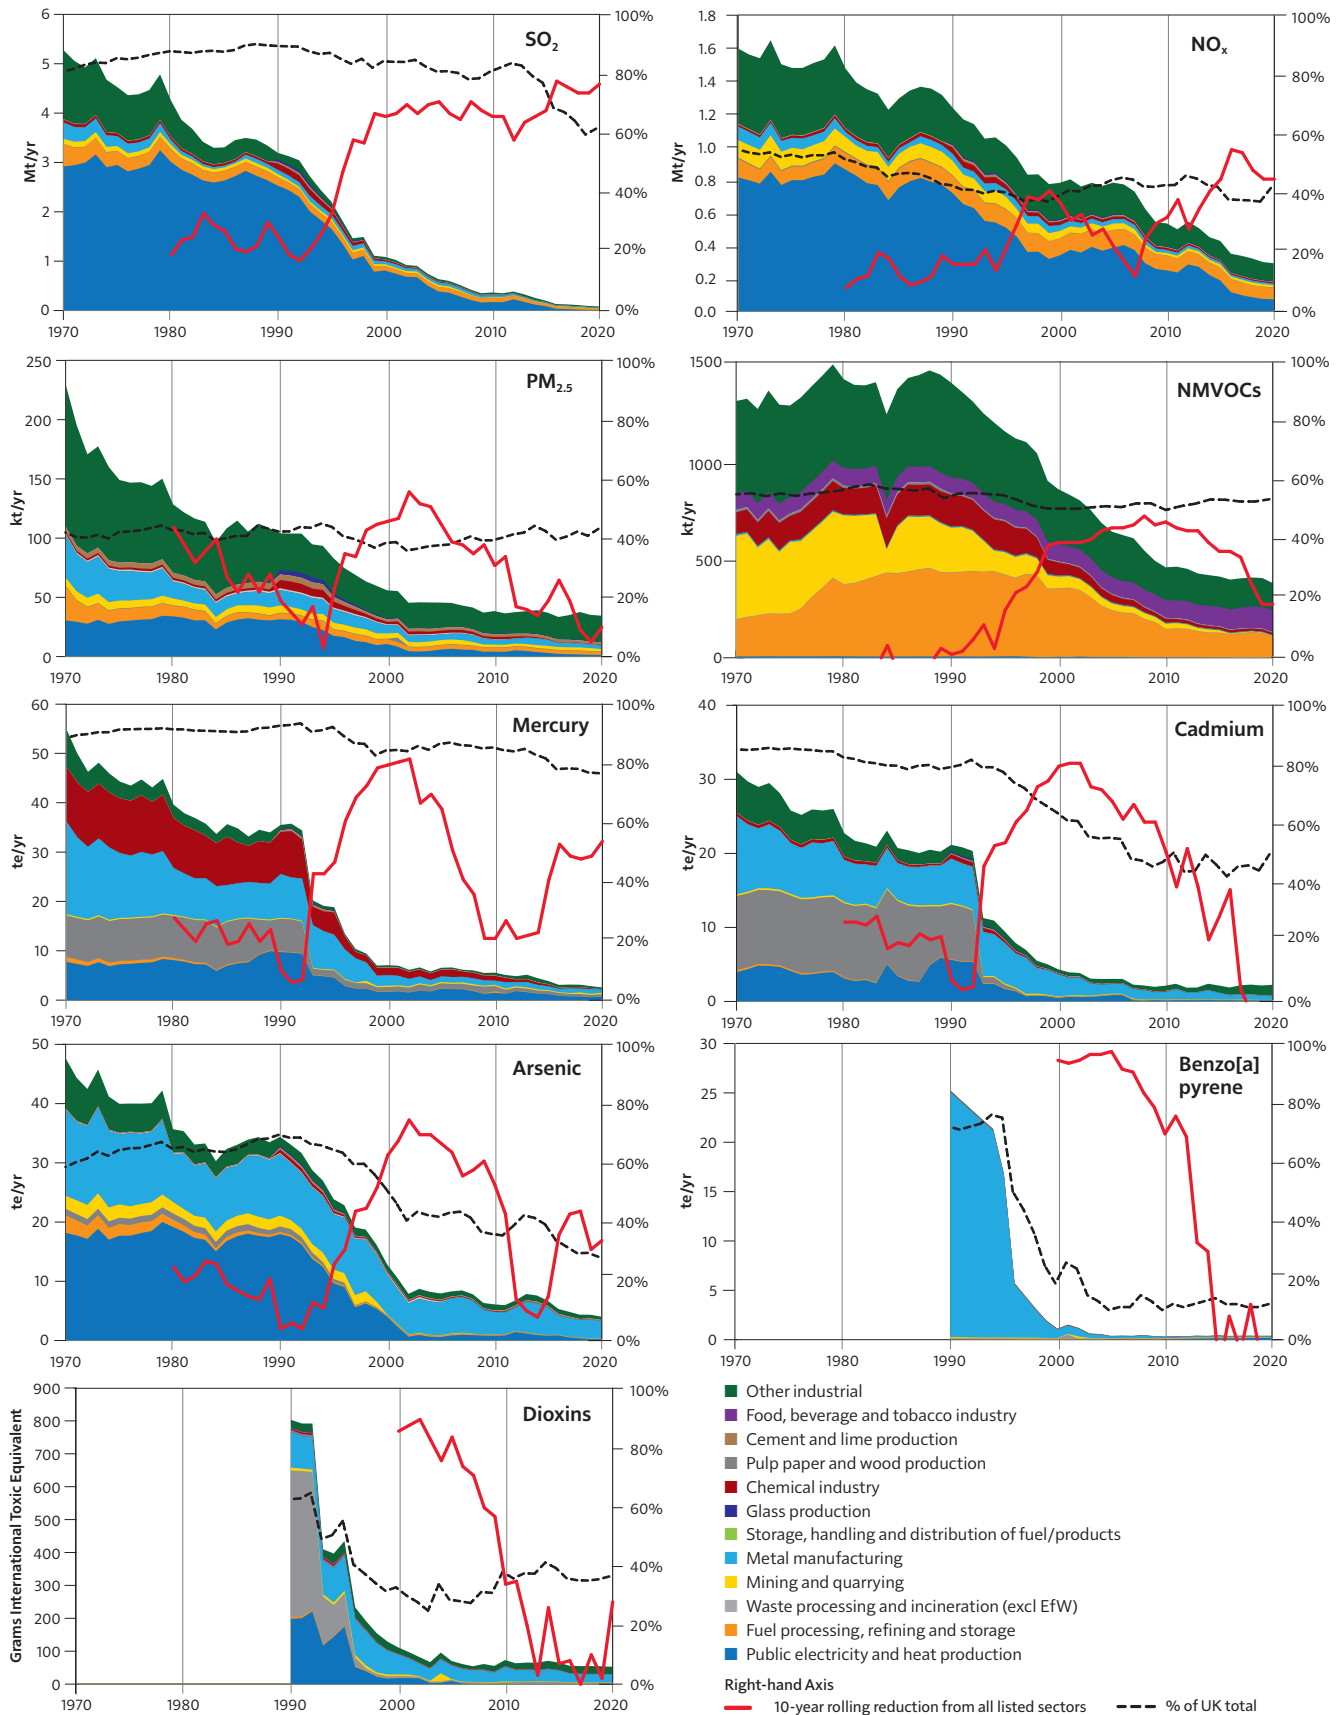 SO2
Mt/yr
6
5
4
3
2
1
0
100%
80%
60%
40%
20%
0%
1970 1980 1990 2000 2010 2020
NOx
Mt/yr
1.8
1.6
1.4
1.2
1.0
0.8
0.6
0.4
0.2
0.0
100%
80%
60%
40%
20%
0%
1970 1980 1990 2000 2010 2020
PM2.5
kt/yr
250
200
150
100
50
0
100%
80%
60%
40%
20%
0%
1970 1980 1990 2000 2010 2020
NMVOCs
kt/yr
1500
1000
500
0
100%
80%
60%
40%
20%
0%
1970 1980 1990 2000 2010 2020
Mercury
te/yr
60
50
40
30
20
10
0
100%
80%
60%
40%
20%
0%
1970 1980 1990 2000 2010 2020
Cadmium
te/yr
40
30
20
10
0
100%
80%
60%
40%
20%
0%
1970 1980 1990 2000 2010 2020
Arsenic
te/yr
50
40
30
20
10
0
100%
80%
60%
40%
20%
0%
1970 1980 1990 2000 2010 2020
Benzo[a]
pyrene
te/yr
30
25
20
15
10
5
0
100%
80%
60%
40%
20%
0%
1970 1980 1990 2000 2010 2020
Dioxins
Grams International Toxic Equivalent
900
800
700
600
500
400
300
200
100
0
100%
80%
60%
40%
20%
0%
1970 1980 1990 2000 2010 2020
Other industrial
Food, beverage and tobacco industry
Cement and lime production
Pulp paper and wood production
Chemical industry
Glass production
Storage, handling and distribution of fuel/products
Metal manufacturing
Mining and quarrying
Waste processing and incineration (excl EfW)
Fuel processing, refining and storage
Public electricity and heat production
Right-hand Axis
10-year rolling reduction from all listed sectors % of UK total